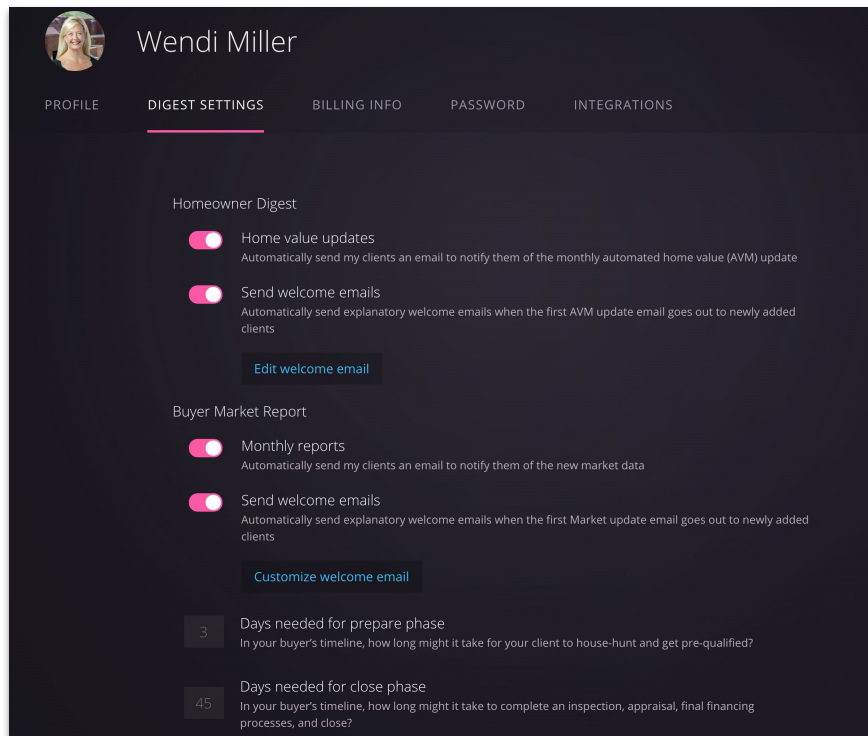 Wendi Miller
PROFILE DIGEST SETTINGS BILLING INFO PASSWORD INTEGRATIONS
Homeowner Digest
Home value updates
Automatically send my clients an email to notify them of the monthly automated home value (AVM) update
Send welcome emails
Automatically send explanatory welcome emails when the first AVM update email goes out to newly added
clients
Edit welcome email
Buyer Market Report
Monthly reports
Automatically send my clients an email to notify them of the new market data
Send welcome emails
Automatically send explanatory welcome emails when the first Market update email goes out to newly added
clients
Customize welcome email
3 Days needed for prepare phase
In your buyer’s timeline, how long might it take for your client to house-hunt and get pre-qualified?
45 Days needed for close phase
In your buyer’s timeline, how long might it take to complete an inspection, appraisal, final financing
processes, and close?